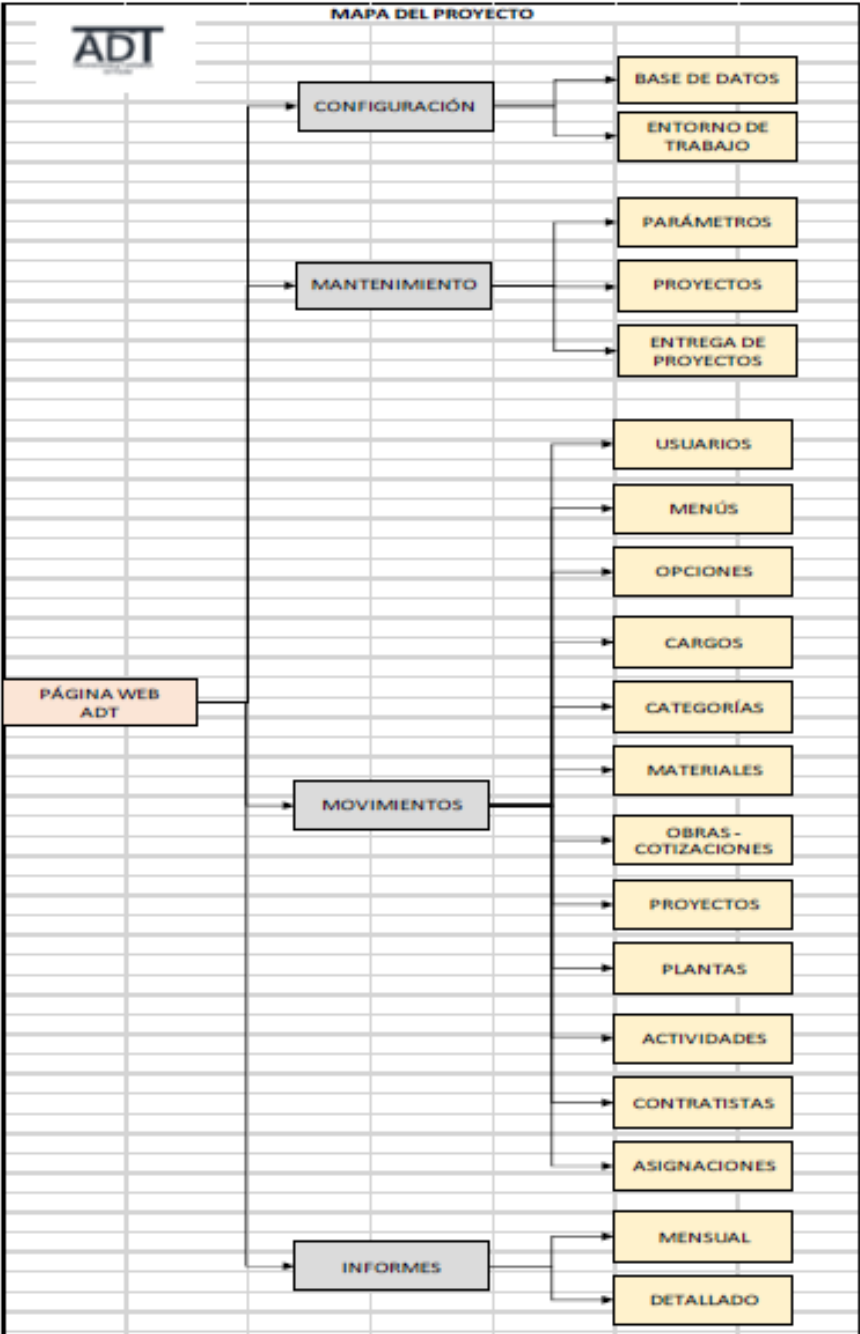 MAPA DEL PROYECTO
ADT
CONFIGURACIÓN
BASE DE DATOS
ENTORNO DE
TRABAJO
MANTENIMIENTO
PARÁMETROS
PROYECTOS
ENTREGA DE
PROYECTOS
PÁGINA WEB
ADT
MOVIMIENTOS
USUARIOS
MENÚS
OPCIONES
CARGOS
CATEGORÍAS
MATERIALES
OBRAS -
COTIZACIONES
PROYECTOS
PLANTAS
ACTIVIDADES
CONTRATISTAS
ASIGNACIONES
INFORMES
MENSUAL
DETALLADO